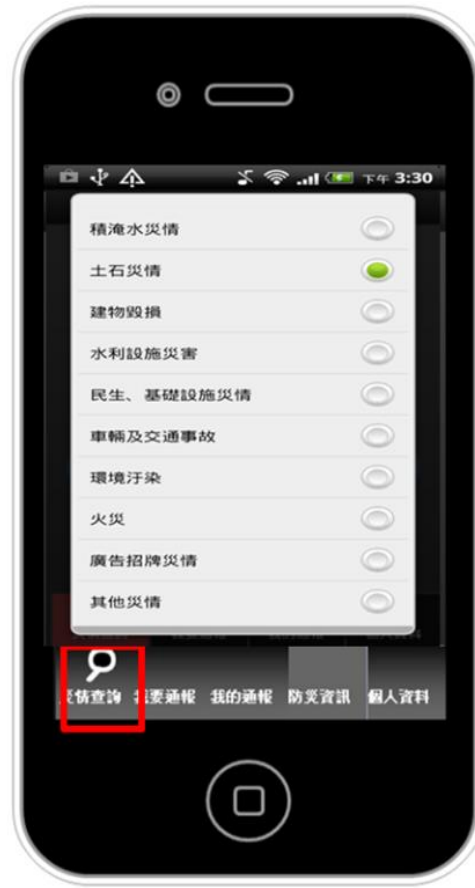 下午 3:30
積淹水災情
土石災情
建物毀損
水利設施災害
民生、基礎設施災情
車輛及交通事故
環境汙染
火災
廣告招牌災情
其他災情
災情查詢 我要通報 我的通報 防災資訊 個人資料